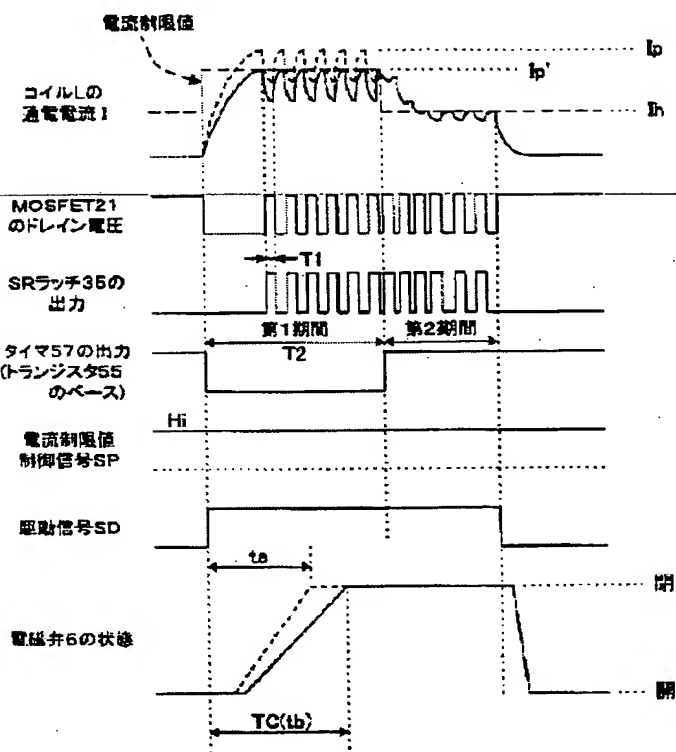 電流制限値
Ip
Ip'
コイルLの
通電電流 I
Ih
MOSFET21
のドレイン電圧
T1
SRラッチ35の
出力
第1期間
第2期間
タイマ57の出力
(トランジスタ55
のベース)
T2
Hi
電流制限値
制御信号SP
駆動信号SD
ta
閉
電磁弁6の状態
開
TC(tb)